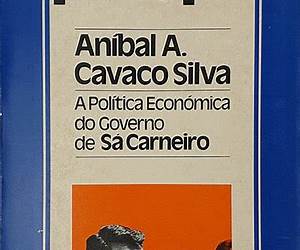 Aníbal A.
Cavaco Silva
A Política Económica
do Governo
de Sá Carneiro